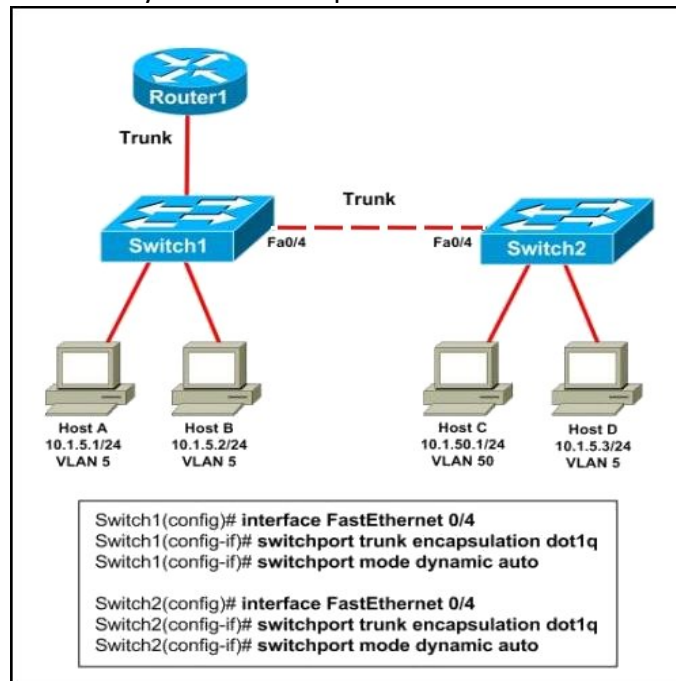 Router1
Trunk
Trunk
Switch1
Fa0/4
Fa0/4
Switch2
Host A
10.1.5.1/24
VLAN 5
Host B
10.1.5.2/24
VLAN 5
Host C
10.1.50.1/24
VLAN 50
Host D
10.1.5.3/24
VLAN 5
Switch1(config)# interface FastEthernet 0/4
Switch1(config-if)# switchport trunk encapsulation dot1q
Switch1(config-if)# switchport mode dynamic auto
Switch2(config)# interface FastEthernet 0/4
Switch2(config-if)# switchport trunk encapsulation dot1q
Switch2(config-if)# switchport mode dynamic auto